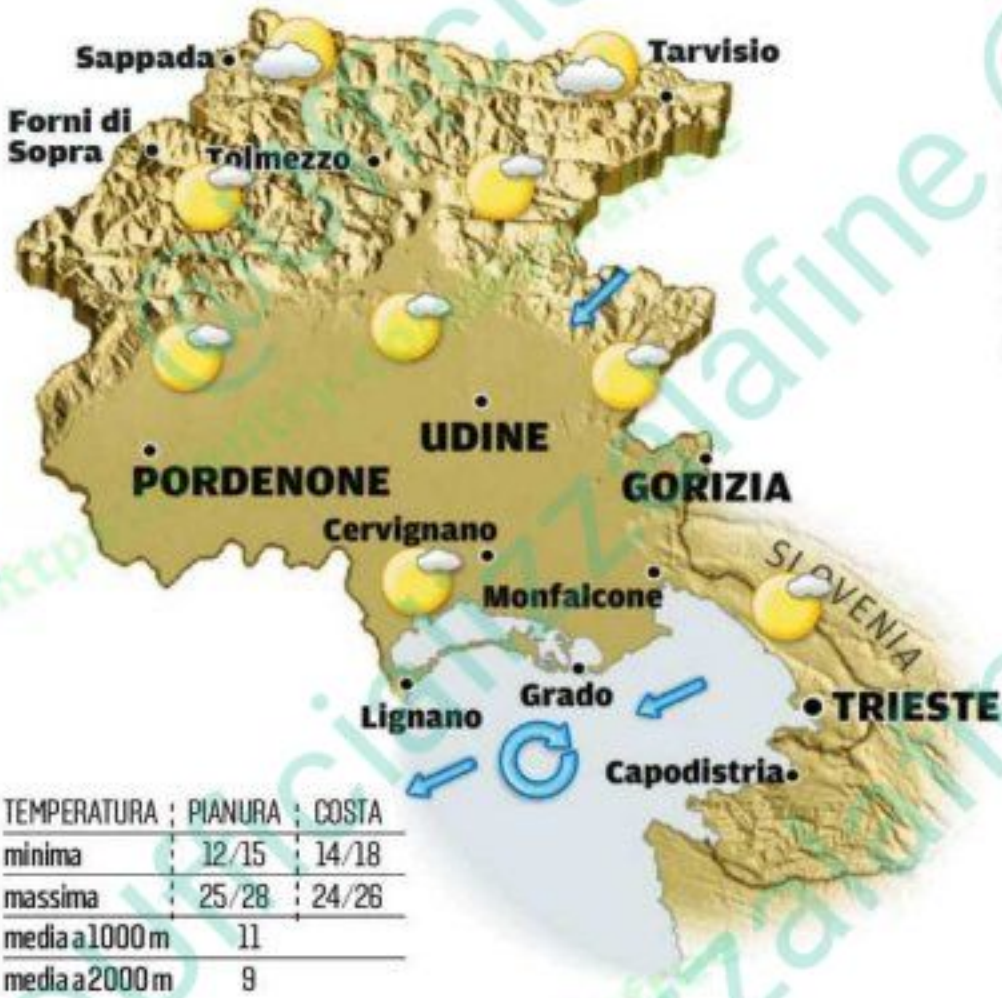 Sappada
Tarvisio
Forni di
Sopra
Tolmezzo
UDINE
PORDENONE
GORIZIA
Cervignano
SLOVENIA
Monfalcone
Grado
Lignano
TRIESTE
Capodistria
TEMPERATURA PIANURA COSTA
minima 12/15 14/18
massima 25/28 24/26
media a 1000 m 11
media a 2000 m 9